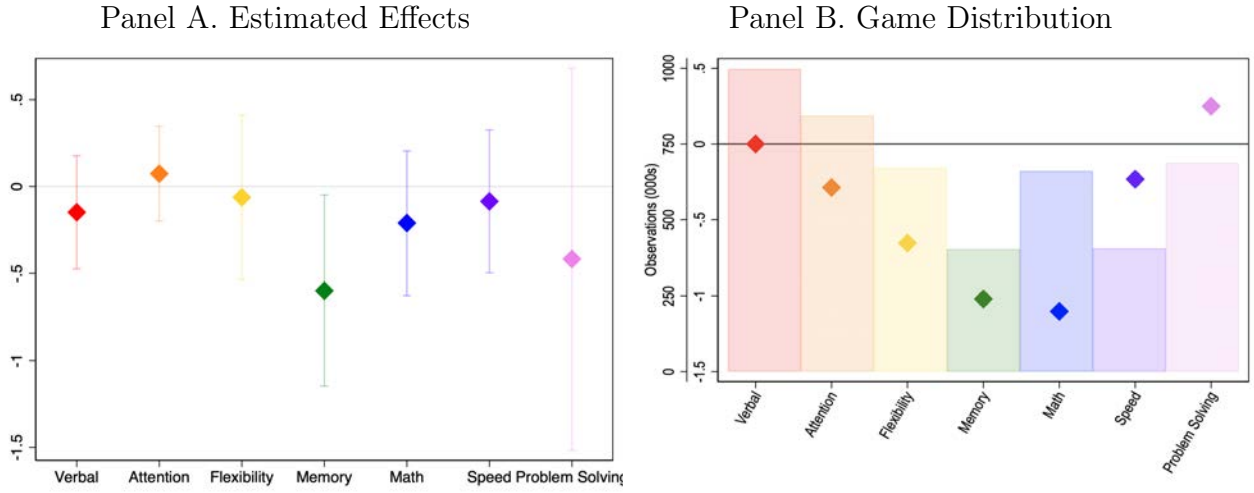 Panel A. Estimated Effects
.5
0
-.5
-1
-1.5
Verbal
Attention
Flexibility
Memory
Math
Speed
Problem Solving
Panel B. Game Distribution
Observations (000s)
1000
750
500
250
0
.5
0
-.5
-1
-1.5
Verbal
Attention
Flexibility
Memory
Math
Speed
Problem Solving